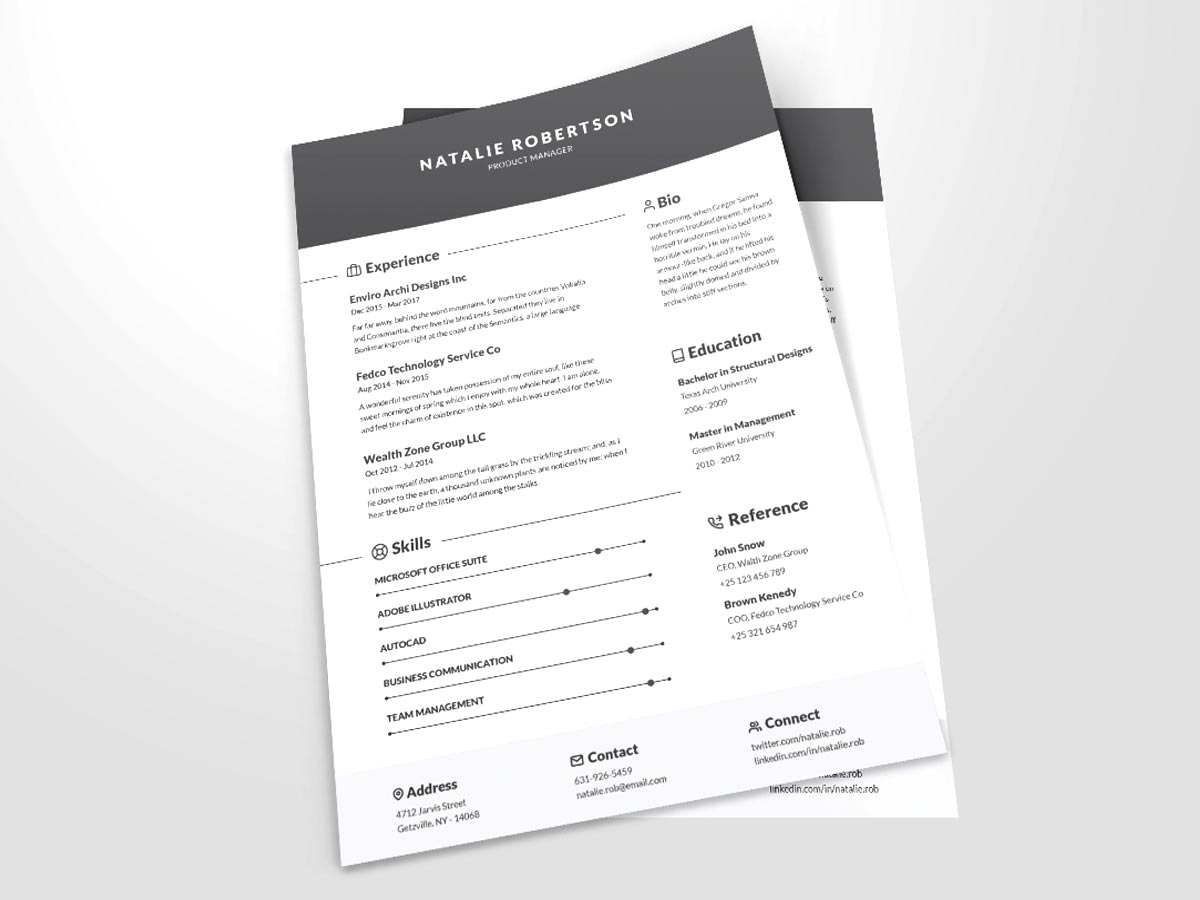 NATALIE ROBERTSON
PRODUCT MANAGER
Experience
Enviro Archi Designs Inc
Dec 2015 - Mar 2017
Far far away, behind the word mountains, far from the countries Vokalia
and Consonantia, there live the blind texts. Separated they live in
Bookmarksgrove right at the coast of the Semantics, a large language
Fedco Technology Service Co
Aug 2014 - Nov 2015
A wonderful serenity has taken possession of my entire soul, like these
sweet mornings of spring which i enjoy with my whole heart. I am alone,
and feel the charm of existence in this spot, which was created for the bliss
Wealth Zone Group LLC
Oct 2012 - Jul 2014
I throw myself down among the tall grass by the trickling stream; and, as I
lie close to the earth, a thousand unknown plants are noticed by me: when I
hear the buzz of the little world among the stalks
Skills
MICROSOFT OFFICE SUITE
ADOBE ILLUSTRATOR
AUTOCAD
BUSINESS COMMUNICATION
TEAM MANAGEMENT
Bio
One morning, when Gregor Samsa
woke from troubled dreams, he found
himself transformed in his bed into a
horrible vermin. He lay on his
armour-like back, and if he lifted his
head a little he could see his brown
belly, slightly domed and divided by
arches into stiff sections.
Education
Bachelor in Structural Designs
Texas Arch University
2006 - 2009
Master in Management
Green River University
2010 - 2012
Reference
John Snow
CEO, Walth Zone Group
+25 123 456 789
Brown Kenedy
COO, Fedco Technology Service Co
+25 321 654 987
Address
4712 Jarvis Street
Getzville, NY - 14068
Contact
631-926-5459
natalie.rob@email.com
Connect
twitter.com/natalie.rob
linkedin.com/in/natalie.rob
linkedin.com/in/natalie.rob